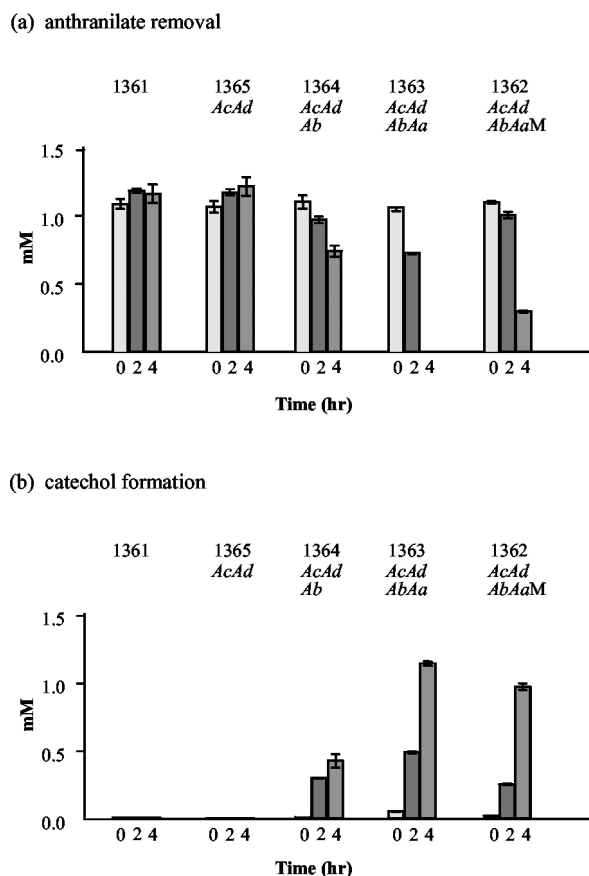 (a) anthranilate removal
1361 1365 1364 1363 1362
AcAd AcAd AcAd AcAd
Ab AbAa AbAaM
1.5
1.0
0.5
0.0
mM
0 2 4 0 2 4 0 2 4 0 2 4 0 2 4
Time (hr)
(b) catechol formation
1361 1365 1364 1363 1362
AcAd AcAd AcAd AcAd
Ab AbAa AbAaM
1.5
1.0
0.5
0.0
mM
0 2 4 0 2 4 0 2 4 0 2 4 0 2 4
Time (hr)